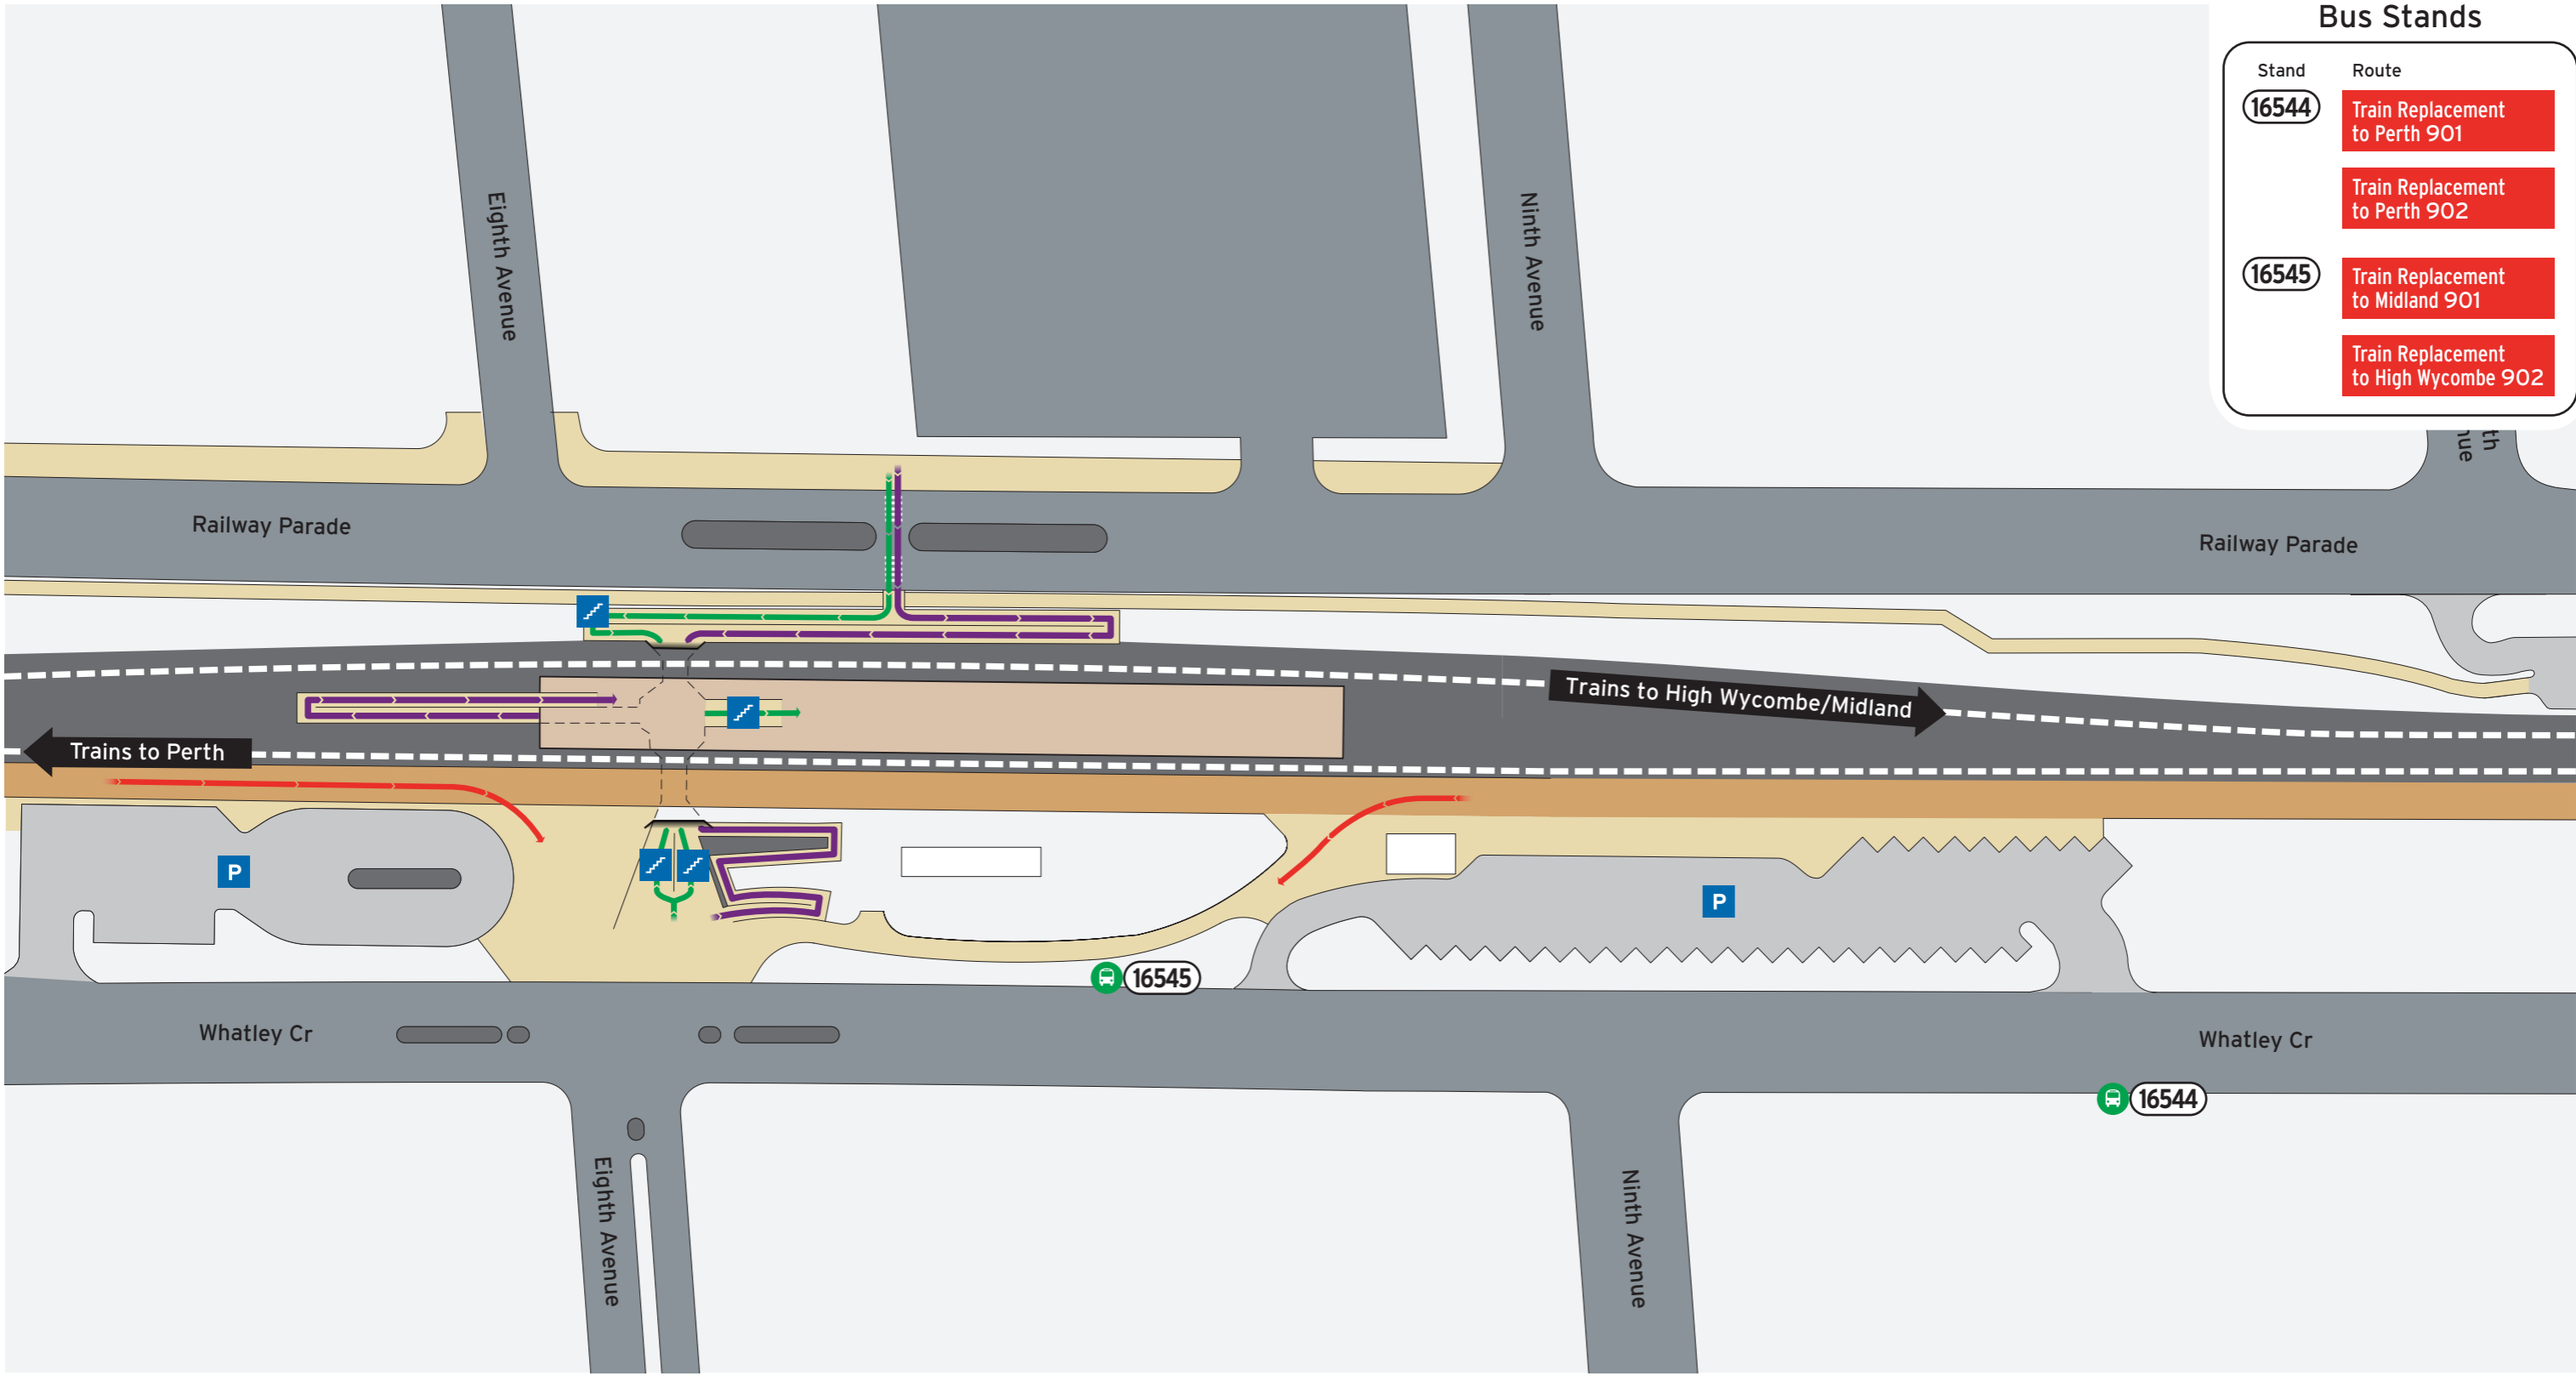 Bus Stands
Stand Route
16544
Train Replacement
to Perth 901
Train Replacement
to Perth 902
16545
Train Replacement
to Midland 901
Train Replacement
to High Wycombe 902
Eighth Avenue
Ninth Avenue
th
nue
Railway Parade
Railway Parade
Trains to High Wycombe/Midland
Trains to Perth
P
P
16545
Whatley Cr
Whatley Cr
16544
Eighth Avenue
Ninth Avenue